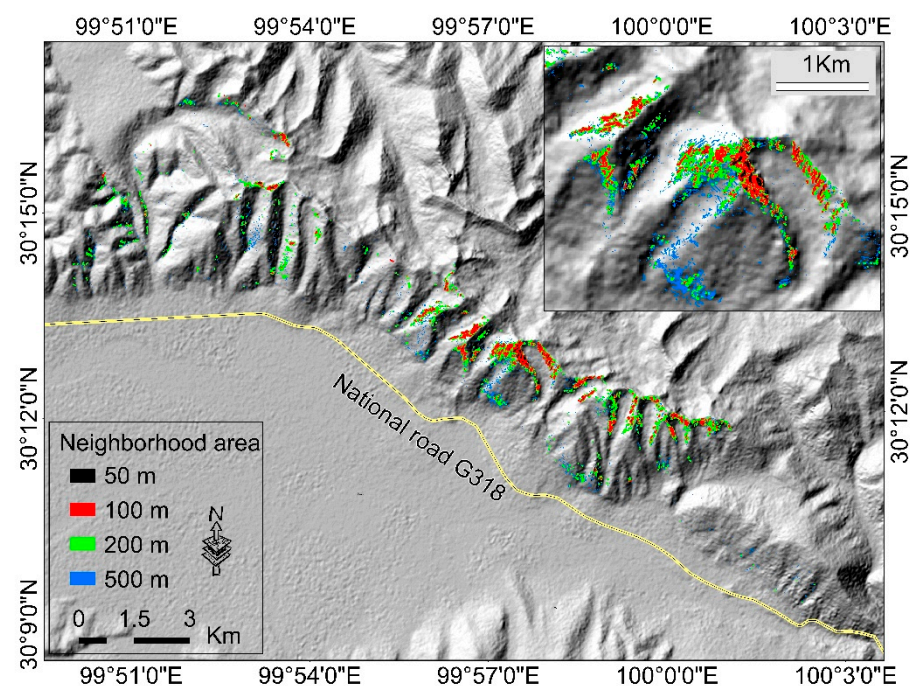 99°51'0"E 99°54'0"E 99°57'0"E 100°0'0"E 100°3'0"E
1Km
30°15'0"N 30°15'0"N
30°12'0"N 30°12'0"N
30°9'0"N 30°9'0"N
National road G318
Neighborhood area
50 m
100 m
200 m
500 m
N
0 1.5 3
Km
99°51'0"E 99°54'0"E 99°57'0"E 100°0'0"E 100°3'0"E